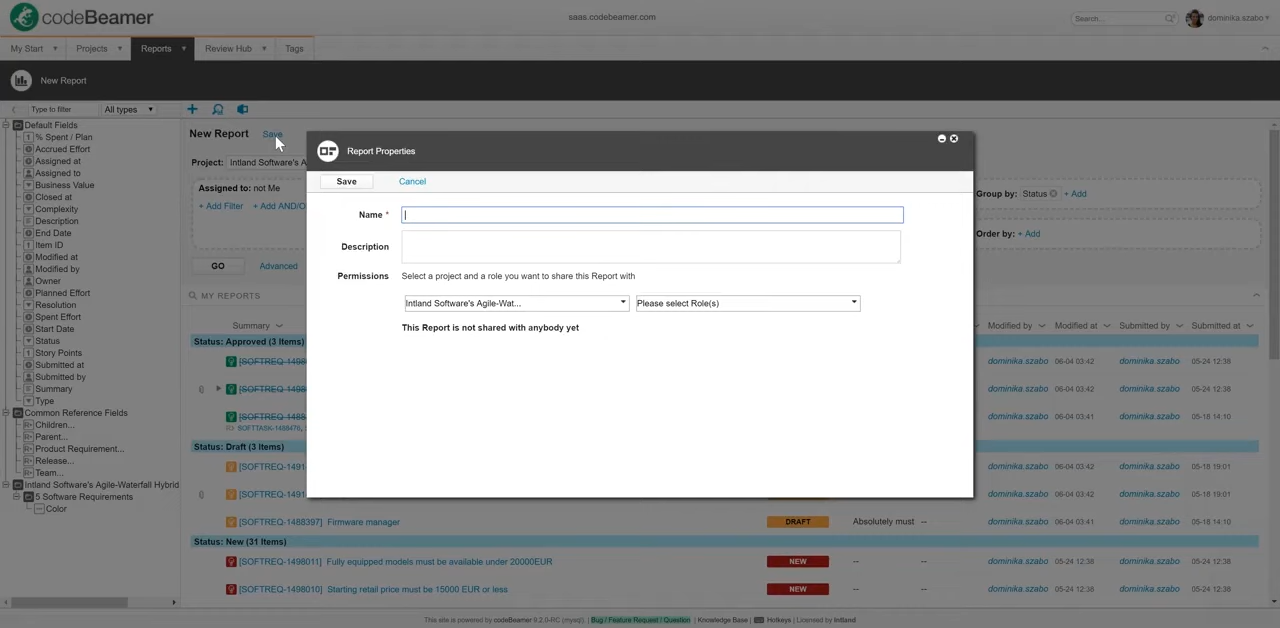 codeBeamer
saas.codebeamer.com
Search...
dominika.szabo
My Start
Projects
Reports
Review Hub
Tags
New Report
Type to filter
All types
Default Fields
% Spent / Plan
Accrued Effort
Assigned at
Assigned to
Business Value
Closed at
Complexity
Description
End Date
Item ID
Modified at
Modified by
Owner
Planned Effort
Resolution
Spent Effort
Start Date
Status
Story Points
Submitted at
Submitted by
Summary
Type
Common Reference Fields
Children...
Parent...
Product Requirement...
Release...
Team...
Intland Software's Agile-Waterfall Hybrid
5 Software Requirements
Color
New Report Save
Project: Intland Software's A
Assigned to: not Me
+ Add Filter + Add AND/O
GO Advanced
Group by: Status + Add
Order by: + Add
MY REPORTS
Summary Modified by Modified at Submitted by Submitted at
Status: Approved (3 Items)
[SOFTREQ-1498 dominika.szabo 06-04 03:42 dominika.szabo 05-24 12:38
[SOFTREQ-1498 dominika.szabo 06-04 03:42 dominika.szabo 05-24 12:38
[SOFTREQ-1488 dominika.szabo 06-04 03:41 dominika.szabo 05-18 14:10
SOFTTASK-1488476,
Status: Draft (3 Items)
[SOFTREQ-1491 dominika.szabo 06-04 03:42 dominika.szabo 05-18 19:01
[SOFTREQ-1491 dominika.szabo 06-04 03:42 dominika.szabo 05-18 19:01
[SOFTREQ-1488397] Firmware manager DRAFT Absolutely must -- dominika.szabo 06-04 03:41 dominika.szabo 05-18 14:10
Status: New (31 Items)
[SOFTREQ-1498011] Fully equipped models must be available under 20000EUR NEW -- -- dominika.szabo 05-24 12:38 dominika.szabo 05-24 12:38
[SOFTREQ-1498010] Starting retail price must be 15000 EUR or less NEW -- -- dominika.szabo 05-24 12:38 dominika.szabo 05-24 12:38
Report Properties
Save Cancel
Name *
Description
Permissions Select a project and a role you want to share this Report with
Intland Software's Agile-Wat... Please select Role(s)
This Report is not shared with anybody yet
This site is powered by codeBeamer 9.2.0-RC (mysql). | Bug / Feature Request / Question | Knowledge Base | Hotkeys | Licensed by intland